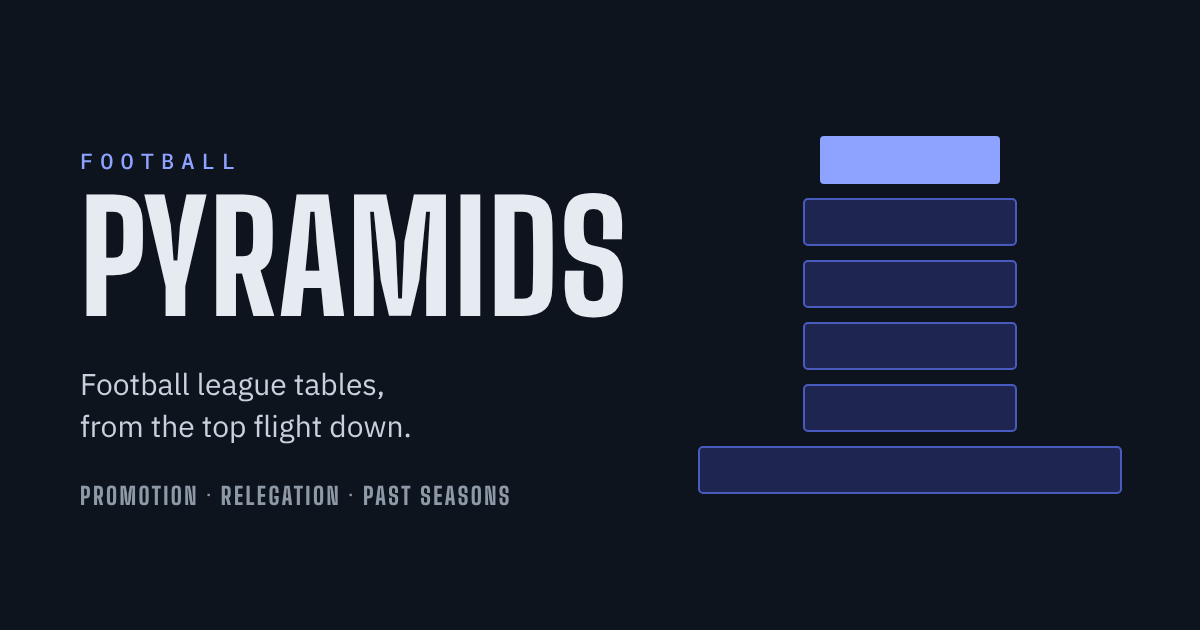 FOOTBALL
PYRAMIDS
Football league tables,
from the top flight down.
PROMOTION · RELEGATION · PAST SEASONS